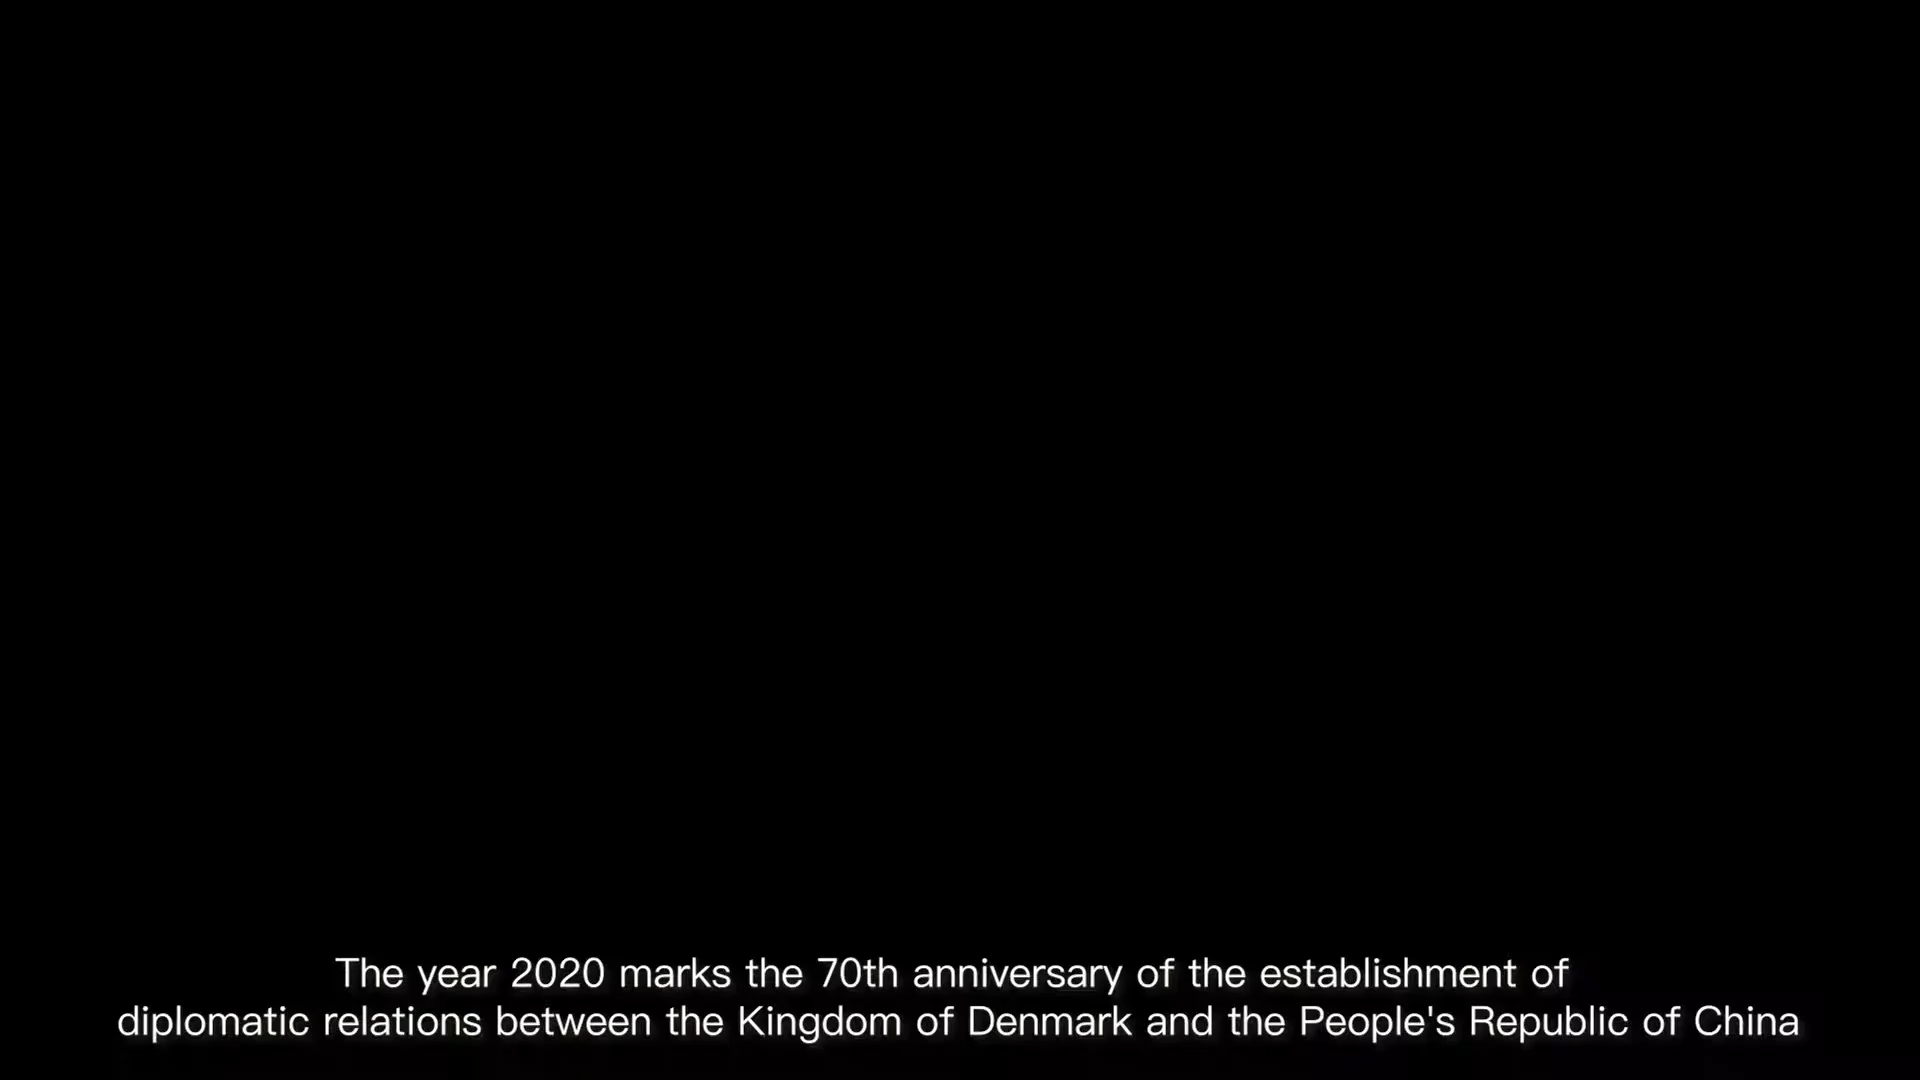 The year 2020 marks the 70th anniversary of the establishment of
diplomatic relations between the Kingdom of Denmark and the People's Republic of China